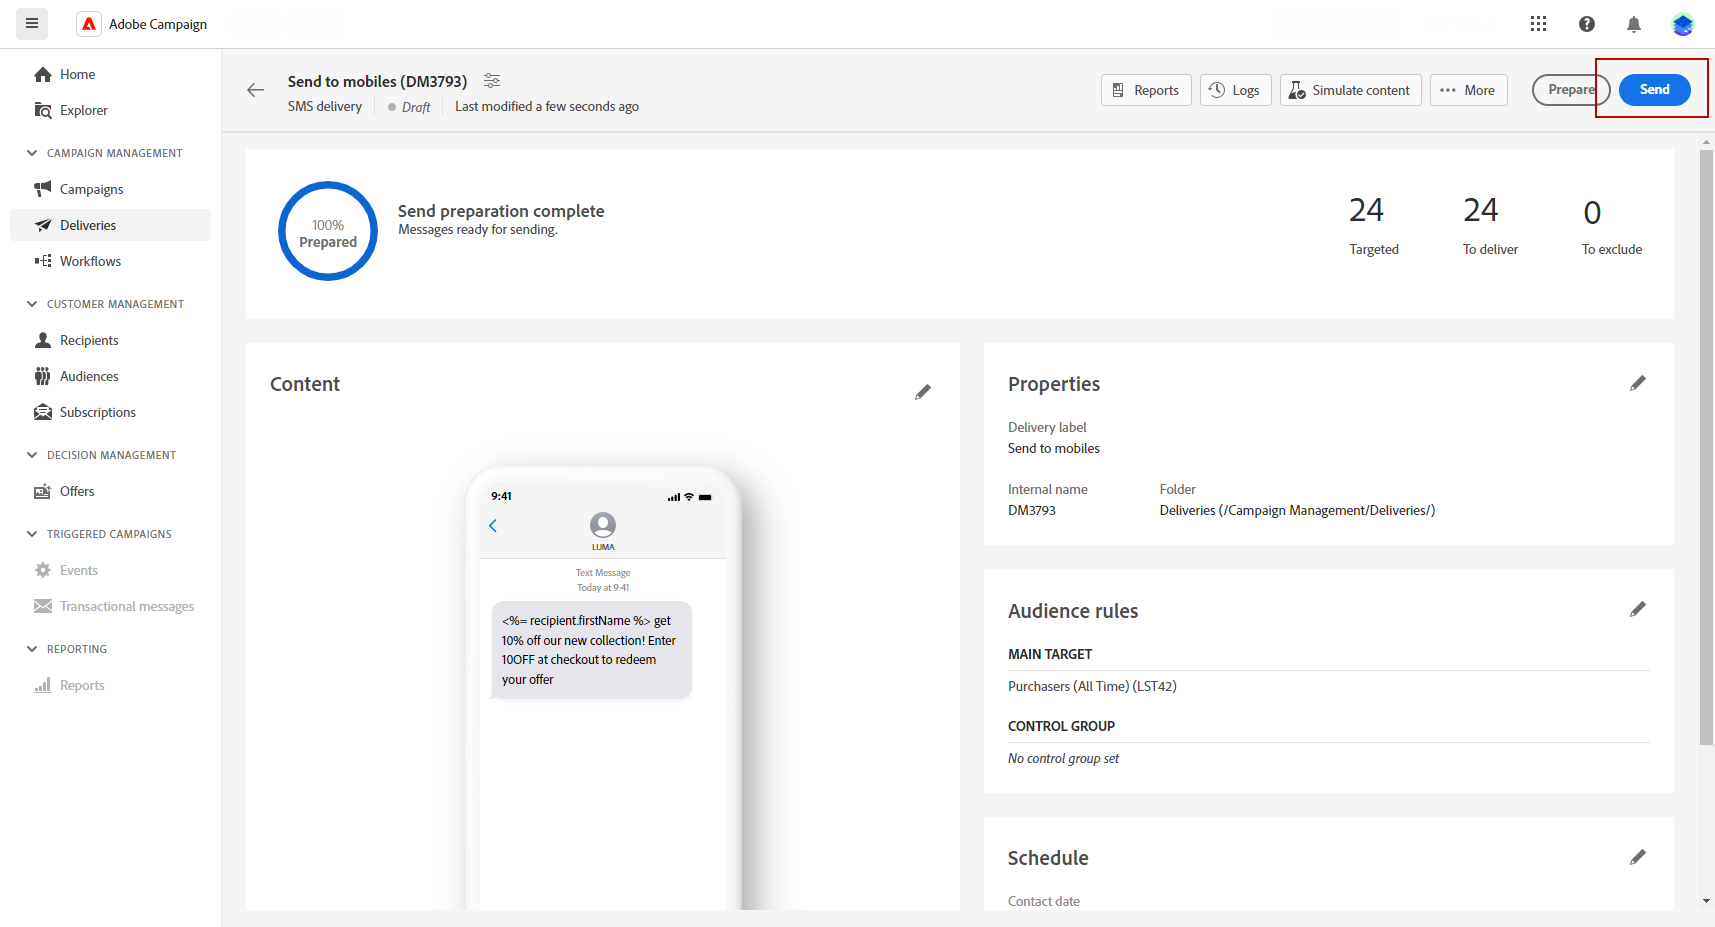 Adobe Campaign
Home
Explorer
CAMPAIGN MANAGEMENT
Campaigns
Deliveries
Workflows
CUSTOMER MANAGEMENT
Recipients
Audiences
Subscriptions
DECISION MANAGEMENT
Offers
TRIGGERED CAMPAIGNS
Events
Transactional messages
REPORTING
Reports
Send to mobiles (DM3793)
SMS delivery Draft Last modified a few seconds ago
Reports Logs Simulate content More Prepare Send
100%
Prepared
Send preparation complete
Messages ready for sending.
24
Targeted
24
To deliver
0
To exclude
Content
9:41
LUMA
Text Message
Today at 9:41
<%= recipient.firstName %> get
10% off our new collection! Enter
10OFF at checkout to redeem
your offer
Properties
Delivery label
Send to mobiles
Internal name
DM3793
Folder
Deliveries (/Campaign Management/Deliveries/)
Audience rules
MAIN TARGET
Purchasers (All Time) (LST42)
CONTROL GROUP
No control group set
Schedule
Contact date